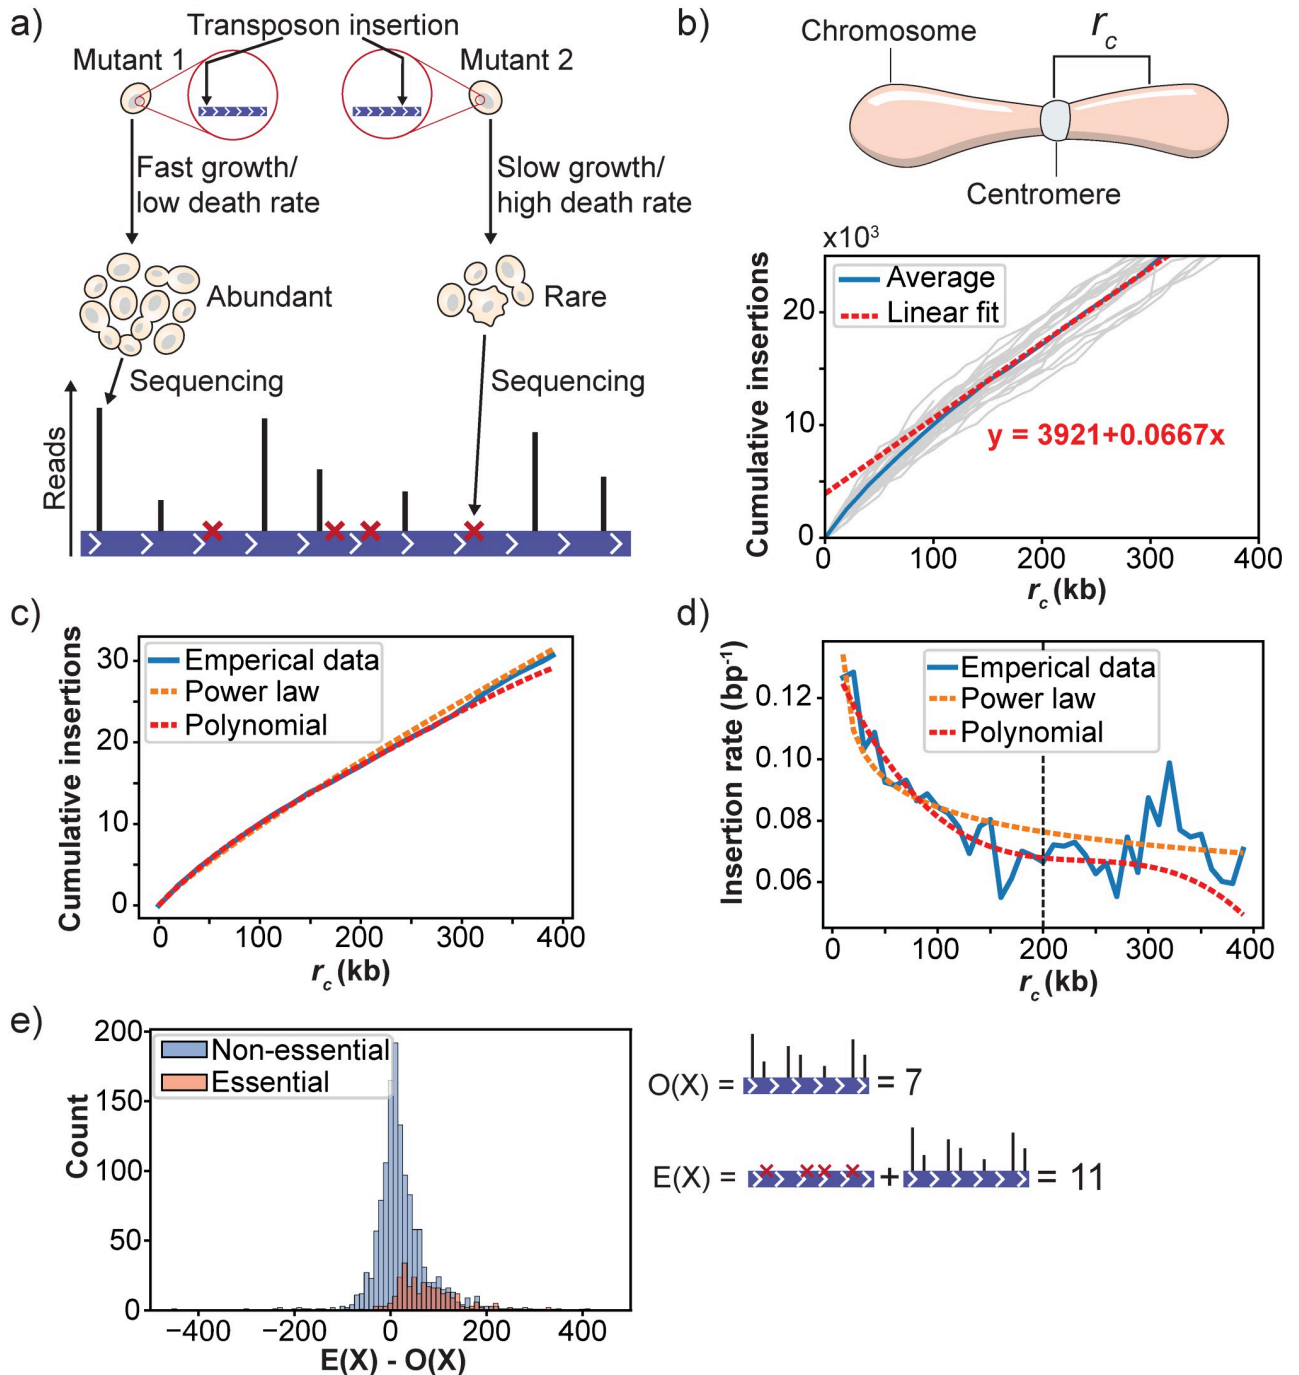 a)
Transposon insertion
Mutant 1
Mutant 2
Fast growth/
low death rate
Slow growth/
high death rate
Abundant
Rare
Sequencing
Sequencing
Reads
b)
Chromosome
r_c
Centromere
x10³
Cumulative insertions
20
10
0
Average
Linear fit
y = 3921+0.0667x
0 100 200 300 400
r_c (kb)
c)
Cumulative insertions
30
20
10
0
Emperical data
Power law
Polynomial
0 100 200 300 400
r_c (kb)
d)
Insertion rate (bp⁻¹)
0.12
0.10
0.08
0.06
Emperical data
Power law
Polynomial
0 100 200 300 400
r_c (kb)
e)
Count
200
150
100
50
0
Non-essential
Essential
−400 −200 0 200 400
E(X) - O(X)
O(X) = = 7
E(X) = + = 11